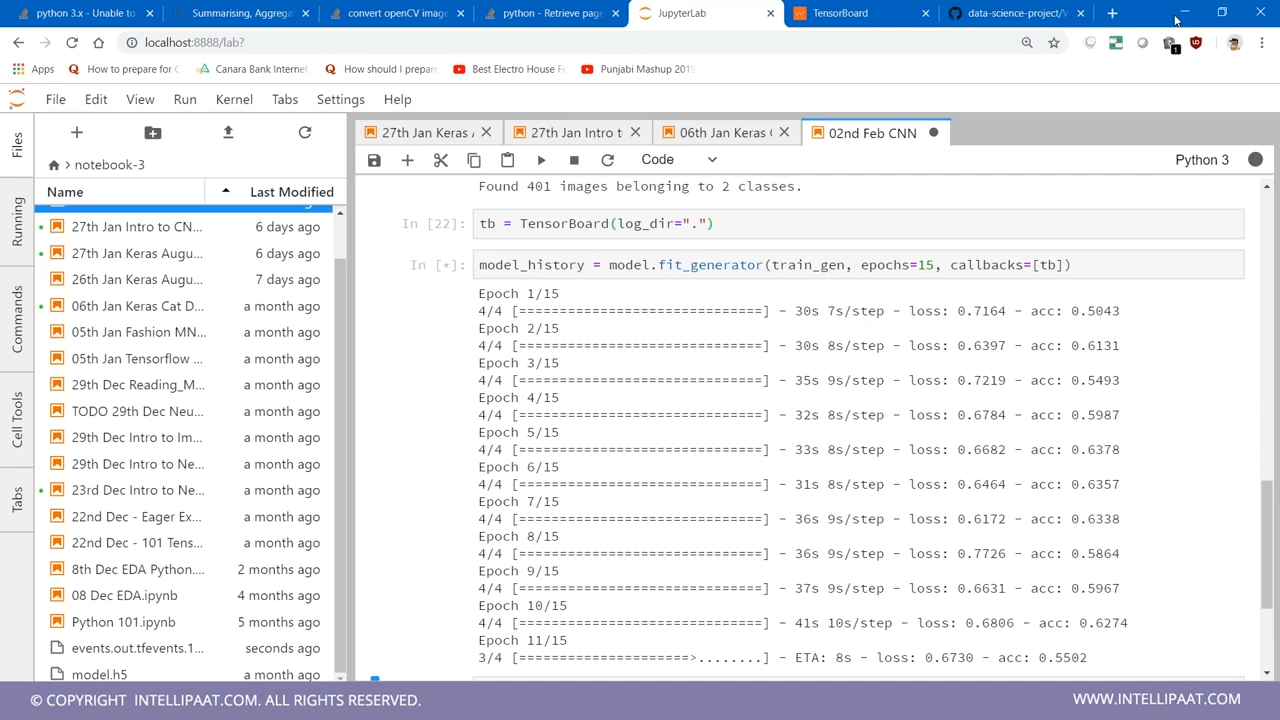 python 3.x - Unable to
Summarising, Aggrega
convert openCV image
python - Retrieve page
JupyterLab
TensorBoard
data-science-project/V
localhost:8888/lab?
1
Apps
How to prepare for C
Canara Bank Internet
How should I prepare
Best Electro House Fe
Punjabi Mashup 2019
File Edit View Run Kernel Tabs Settings Help
Files
Running
Commands
Cell Tools
Tabs
notebook-3
Name Last Modified
27th Jan Intro to CN... 6 days ago
27th Jan Keras Augu... 6 days ago
26th Jan Keras Augu... 7 days ago
06th Jan Keras Cat D... a month ago
05th Jan Fashion MN... a month ago
05th Jan Tensorflow ... a month ago
29th Dec Reading_M... a month ago
TODO 29th Dec Neu... a month ago
29th Dec Intro to Im... a month ago
29th Dec Intro to Ne... a month ago
23rd Dec Intro to Ne... a month ago
22nd Dec - Eager Ex... a month ago
22nd Dec - 101 Tens... a month ago
8th Dec EDA Python.... 2 months ago
08 Dec EDA.ipynb 4 months ago
Python 101.ipynb 5 months ago
events.out.tfevents.1... seconds ago
model.h5 a month ago
27th Jan Keras A
27th Jan Intro to
06th Jan Keras C
02nd Feb CNN
Code
Python 3
Found 401 images belonging to 2 classes.
In [22]: tb = TensorBoard(log_dir=".")
In [*]: model_history = model.fit_generator(train_gen, epochs=15, callbacks=[tb])
Epoch 1/15
4/4 [==============================] - 30s 7s/step - loss: 0.7164 - acc: 0.5043
Epoch 2/15
4/4 [==============================] - 30s 8s/step - loss: 0.6397 - acc: 0.6131
Epoch 3/15
4/4 [==============================] - 35s 9s/step - loss: 0.7219 - acc: 0.5493
Epoch 4/15
4/4 [==============================] - 32s 8s/step - loss: 0.6784 - acc: 0.5987
Epoch 5/15
4/4 [==============================] - 33s 8s/step - loss: 0.6682 - acc: 0.6378
Epoch 6/15
4/4 [==============================] - 31s 8s/step - loss: 0.6464 - acc: 0.6357
Epoch 7/15
4/4 [==============================] - 36s 9s/step - loss: 0.6172 - acc: 0.6338
Epoch 8/15
4/4 [==============================] - 36s 9s/step - loss: 0.7726 - acc: 0.5864
Epoch 9/15
4/4 [==============================] - 37s 9s/step - loss: 0.6631 - acc: 0.5967
Epoch 10/15
4/4 [==============================] - 41s 10s/step - loss: 0.6806 - acc: 0.6274
Epoch 11/15
3/4 [=====================>........] - ETA: 8s - loss: 0.6730 - acc: 0.5502
© COPYRIGHT INTELLIPAAT.COM. ALL RIGHTS RESERVED.
WWW.INTELLIPAAT.COM